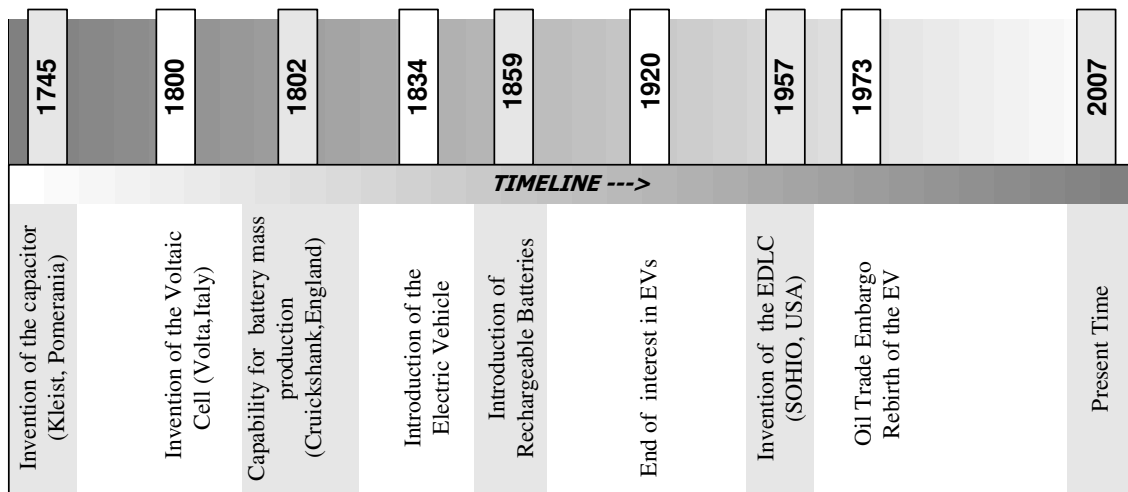 1745
1800
1802
1834
1859
1920
1957
1973
2007
TIMELINE --->
Invention of the capacitor
(Kleist, Pomerania)
Invention of the Voltaic
Cell (Volta,Italy)
Capability for battery mass
production
(Cruickshank,England)
Introduction of the
Electric Vehicle
Introduction of
Rechargeable Batteries
End of interest in EVs
Invention of the EDLC
(SOHIO, USA)
Oil Trade Embargo
Rebirth of the EV
Present Time